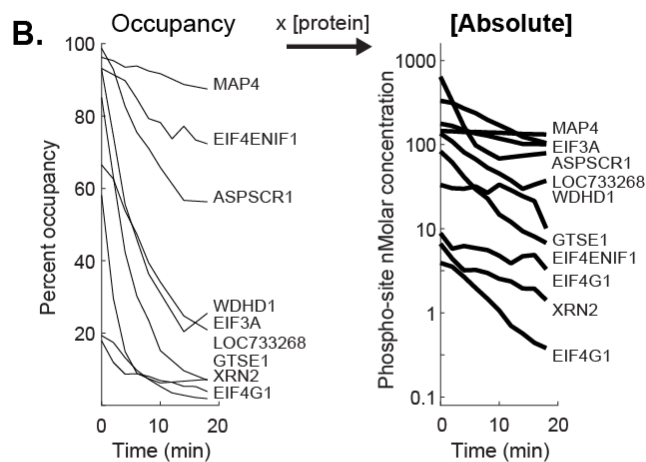 B.
Occupancy
x [protein]
[Absolute]
Percent occupancy
100
80
60
40
20
0
10
20
Time (min)
MAP4
EIF4ENIF1
ASPSCR1
WDHD1
EIF3A
LOC733268
GTSE1
XRN2
EIF4G1
Phospho-site nMolar concentration
1000
100
10
1
0.1
0
10
20
Time (min)
MAP4
EIF3A
ASPSCR1
LOC733268
WDHD1
GTSE1
EIF4ENIF1
EIF4G1
XRN2
EIF4G1